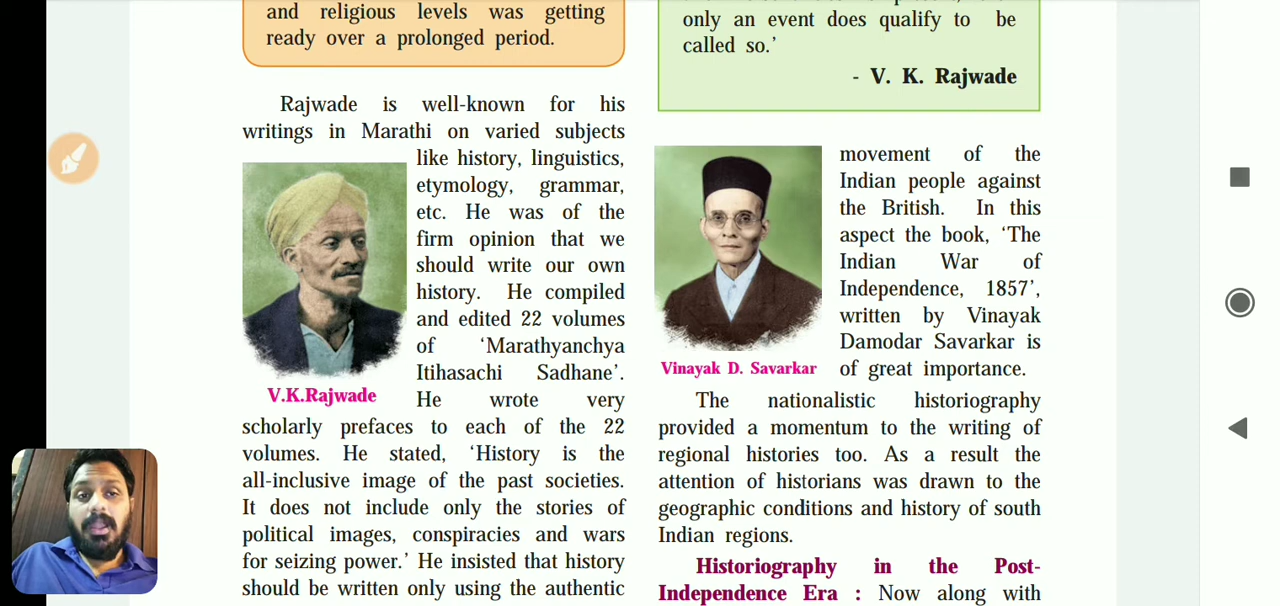 and religious levels was getting
ready over a prolonged period.
Rajwade is well-known for his
writings in Marathi on varied subjects
like history, linguistics,
etymology, grammar,
etc. He was of the
firm opinion that we
should write our own
history. He compiled
and edited 22 volumes
of ‘Marathyanchya
Itihasachi Sadhane’.
He wrote very
V.K.Rajwade
scholarly prefaces to each of the 22
volumes. He stated, ‘History is the
all-inclusive image of the past societies.
It does not include only the stories of
political images, conspiracies and wars
for seizing power.’ He insisted that history
should be written only using the authentic
only an event does qualify to be
called so.’
- V. K. Rajwade
movement of the
Indian people against
the British. In this
aspect the book, ‘The
Indian War of
Independence, 1857’,
written by Vinayak
Damodar Savarkar is
of great importance.
Vinayak D. Savarkar
The nationalistic historiography
provided a momentum to the writing of
regional histories too. As a result the
attention of historians was drawn to the
geographic conditions and history of south
Indian regions.
Historiography in the Post-
Independence Era : Now along with